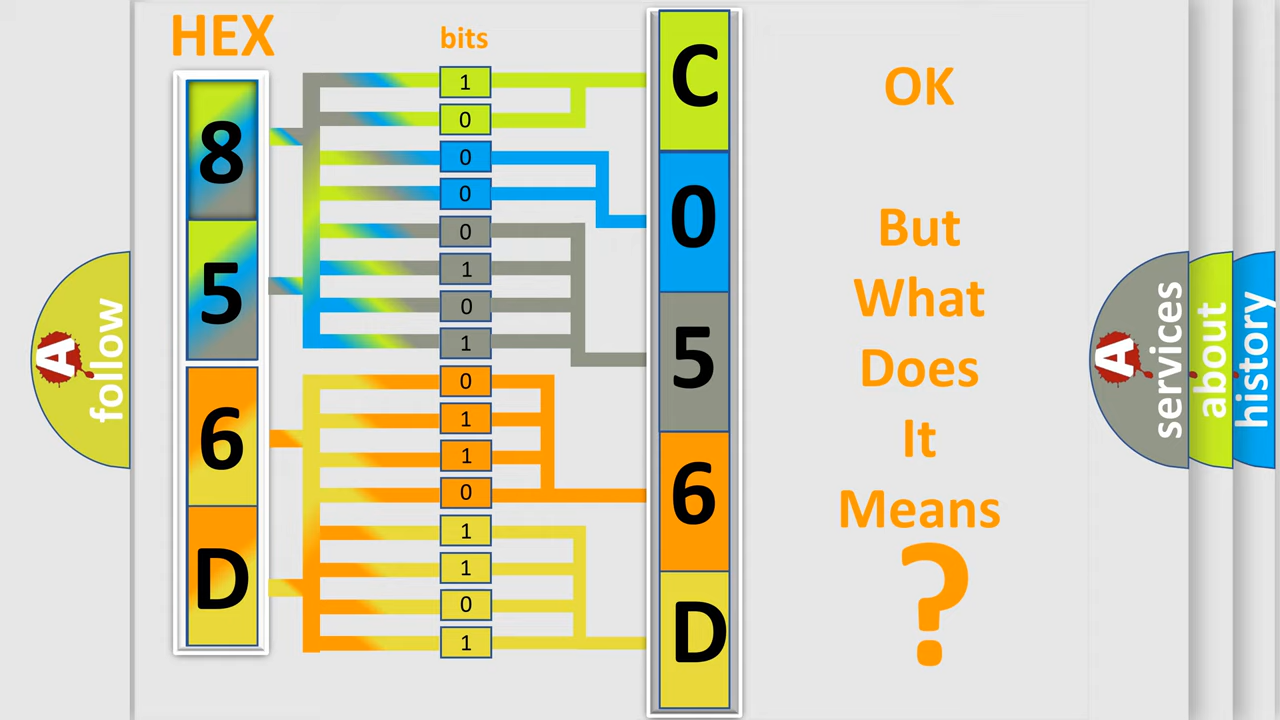 HEX
bits
8
5
6
D
1
0
0
0
0
1
0
1
0
1
1
0
1
1
0
1
C
0
5
6
D
OK
But
What
Does
It
Means
?
A
follow
A
services
about
history